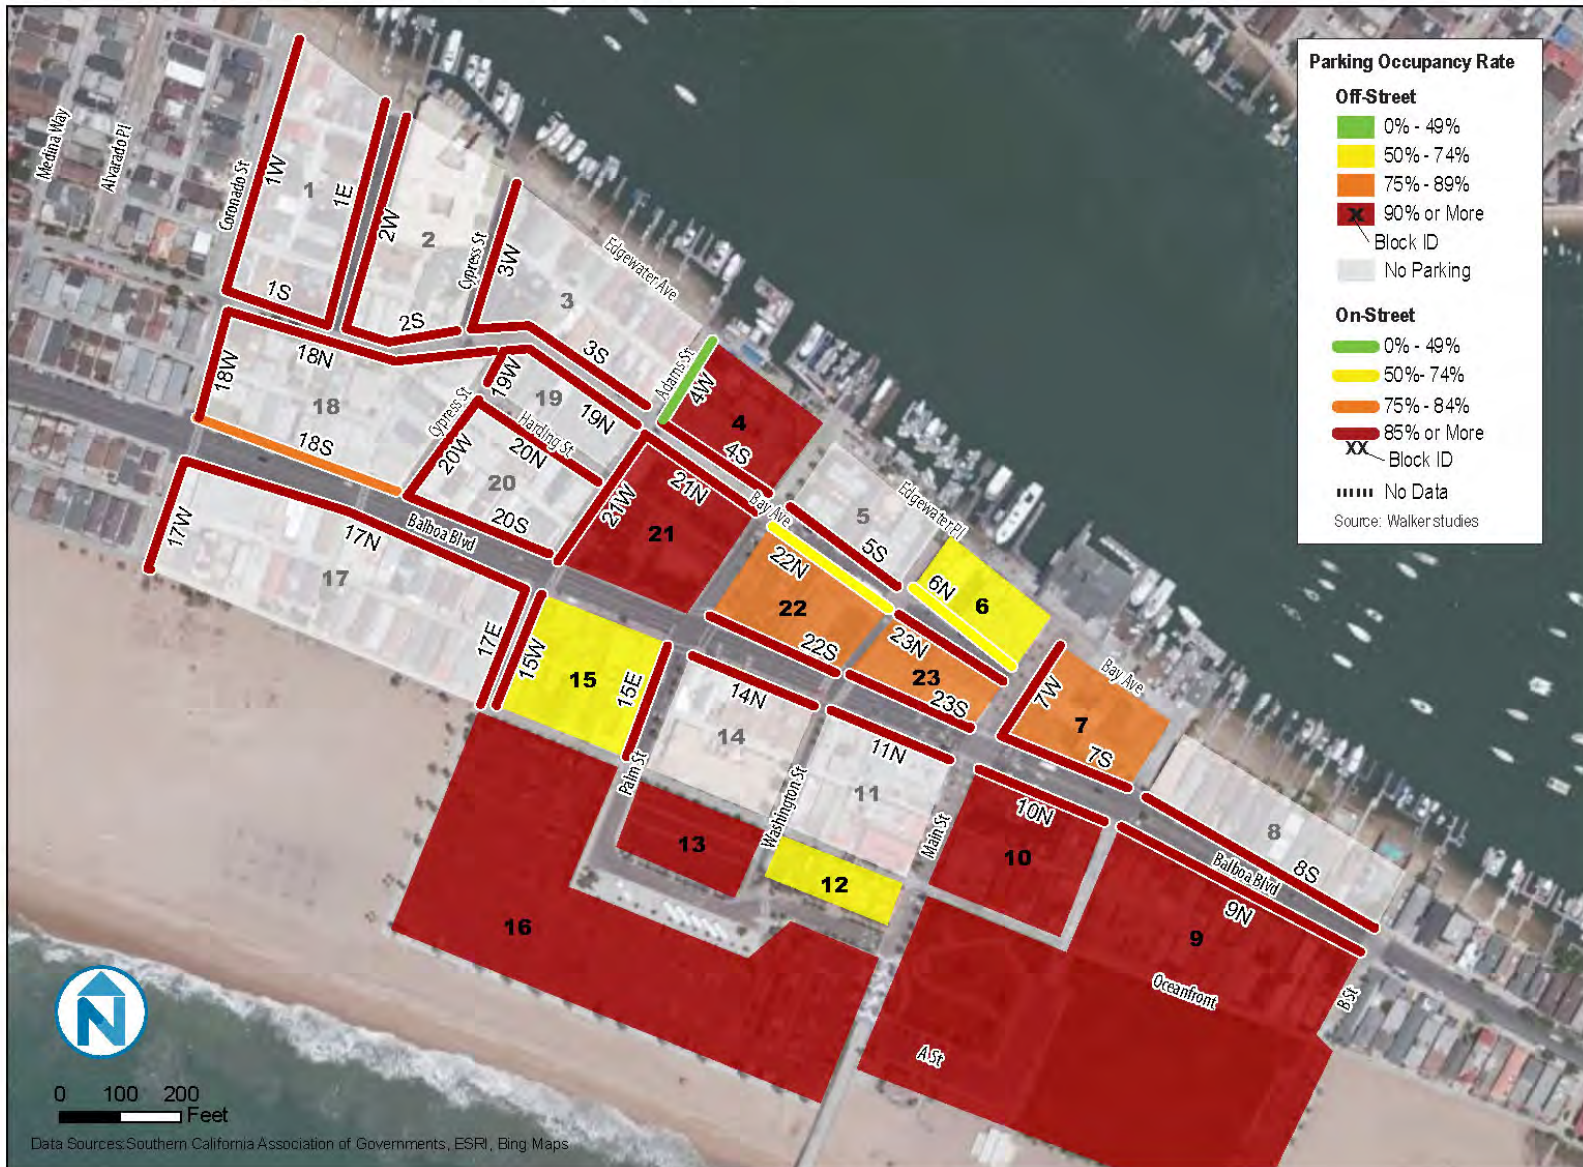 Parking Occupancy Rate
Off-Street
0% - 49%
50% - 74%
75% - 89%
X 90% or More
Block ID
No Parking
On-Street
0% - 49%
50%- 74%
75% - 84%
85% or More
XX Block ID
No Data
Source: Walker studies
Medina Way
Alvarado Pl
Coronado St
1W
1
1E
2W
2
Cypress St
3W
3
Edgewater Ave
1S
2S
3S
18W
18N
19W
19
19N
Adams St
4W
4
4S
18
18S
Cypress St
20W
20N
Harding St
20
20S
21W
21N
21
Bay Ave
5
5S
Edgewater Pl
17W
17N
17
17E
Balboa Blvd
22N
22
22S
6N
6
15W
15
15E
23N
23
23S
7W
7
7S
Bay Ave
14N
14
11N
11
Palm St
Washington St
Main St
10N
10
8
8S
Balboa Blvd
9N
9
13
12
16
Oceanfront
A St
B St
N
0 100 200
Feet
Data Sources:Southern California Association of Governments, ESRI, Bing Maps